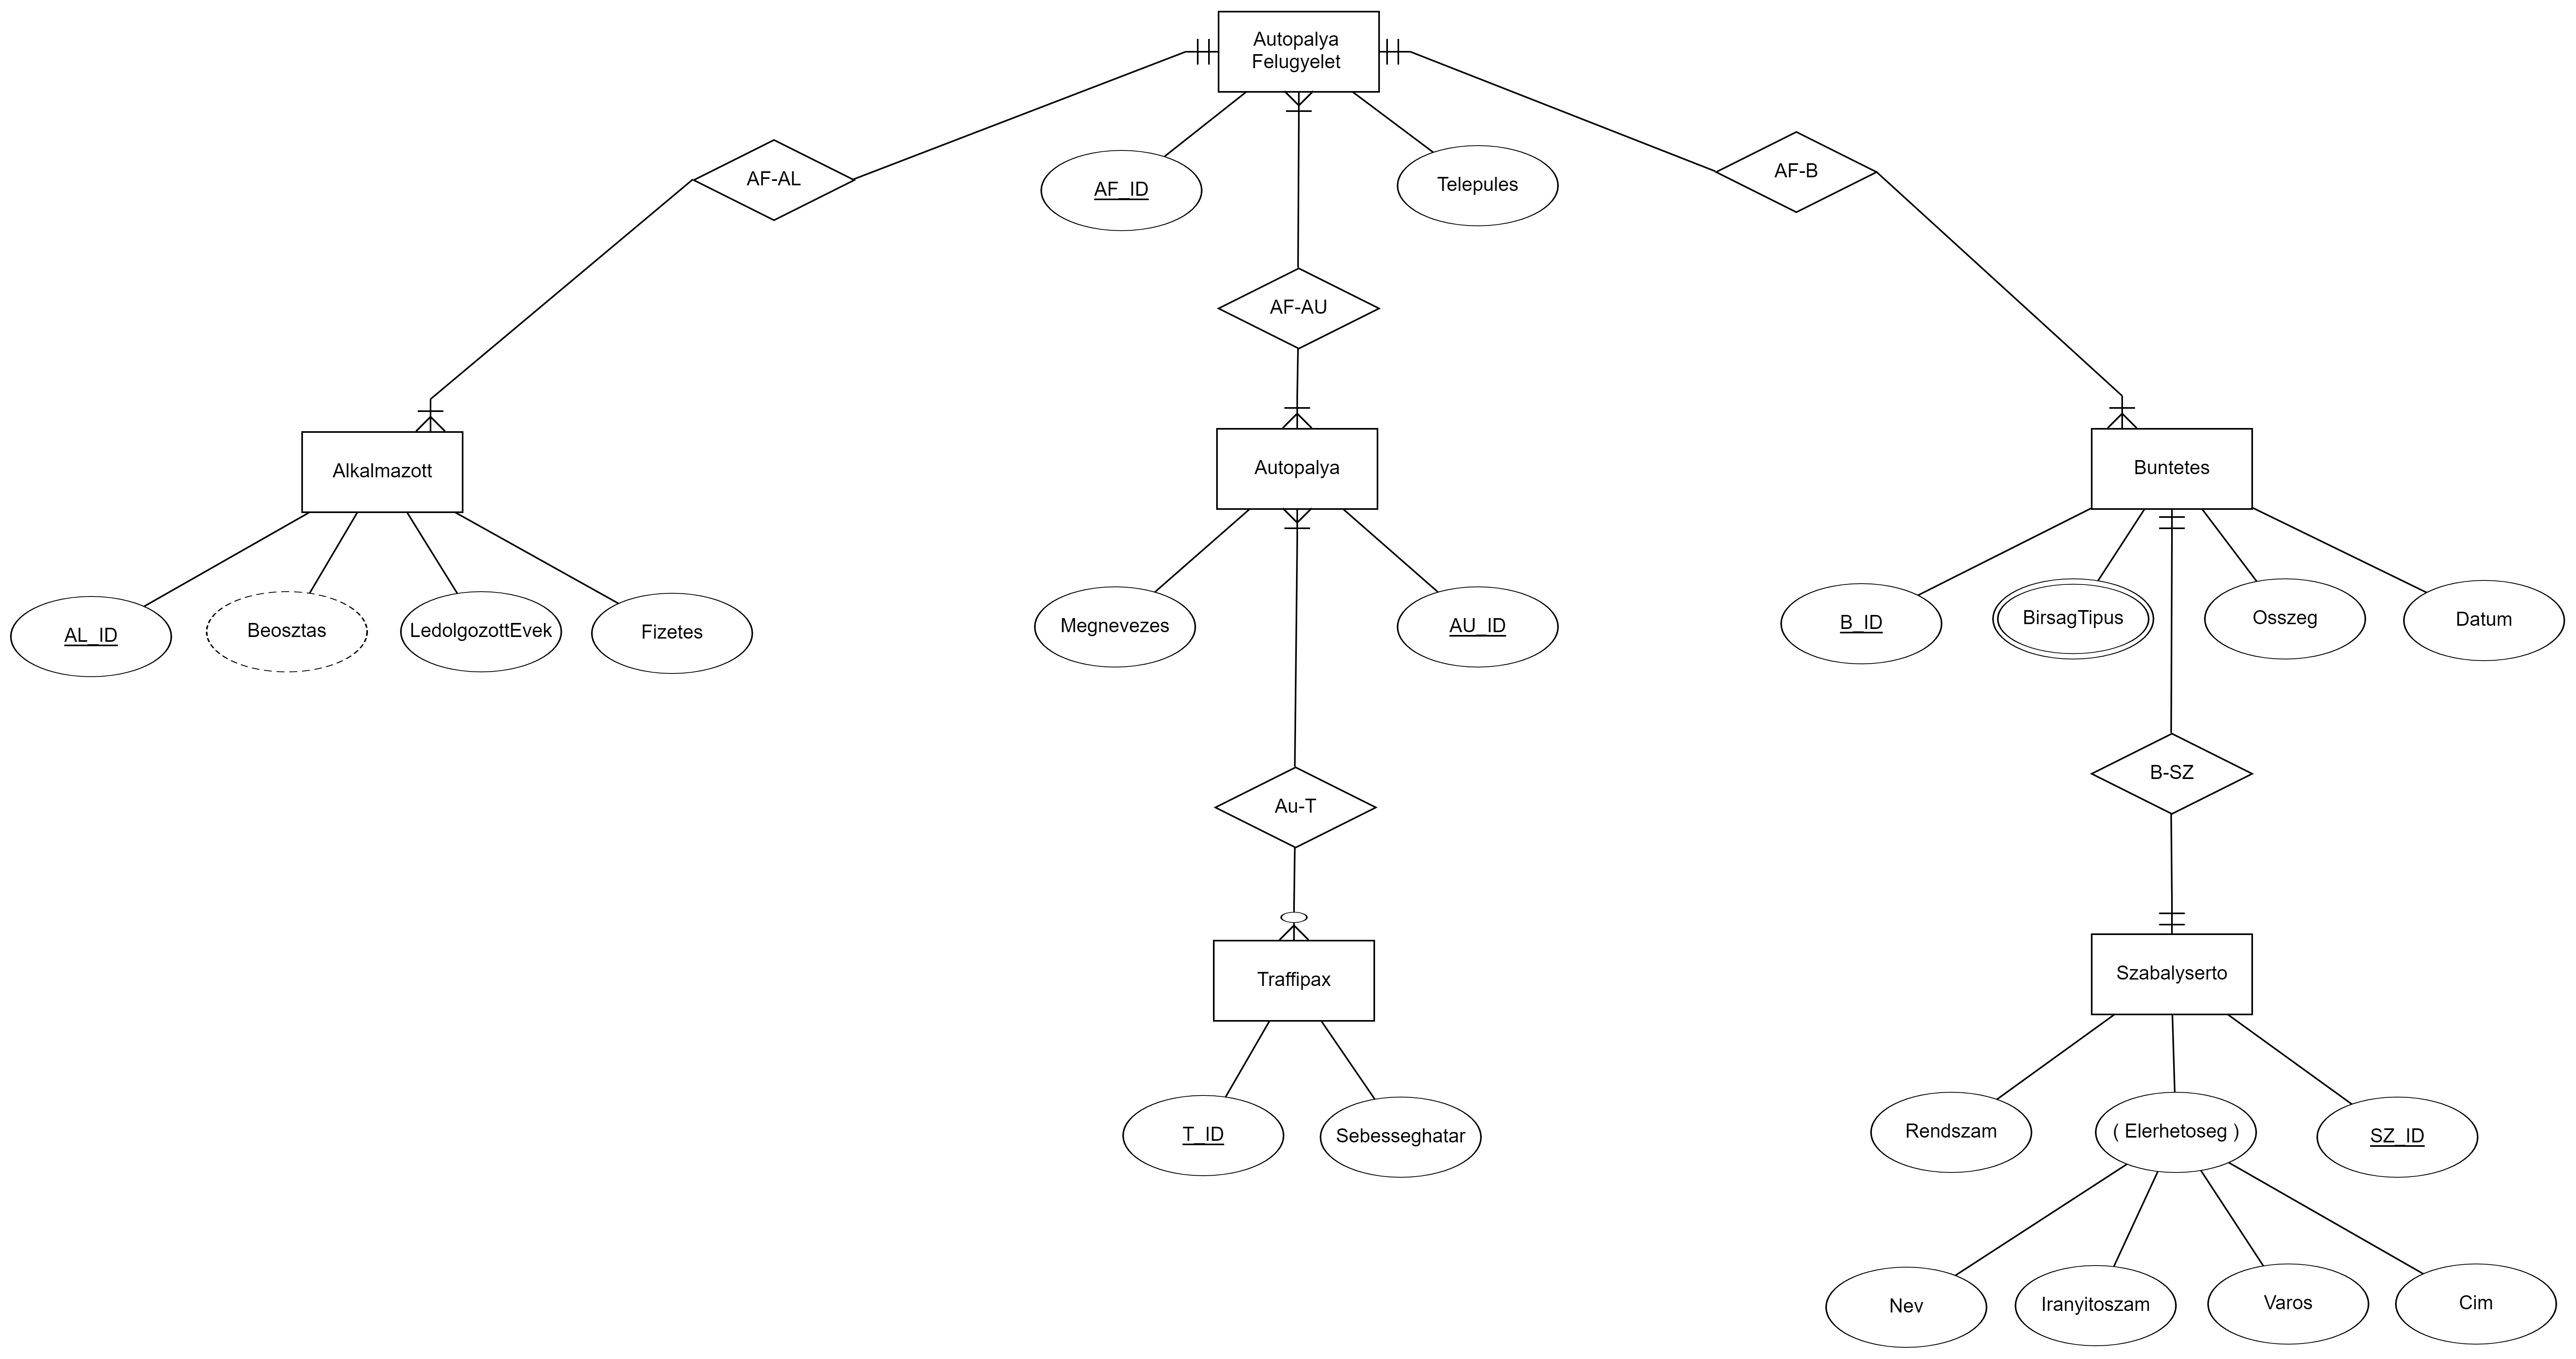 Autopalya
Felugyelet
AF-AL
AF_ID
Telepules
AF-B
AF-AU
Alkalmazott
Autopalya
Buntetes
AL_ID
Beosztas
LedolgozottEvek
Fizetes
Megnevezes
AU_ID
B_ID
BirsagTipus
Osszeg
Datum
Au-T
B-SZ
Traffipax
Szabalyserto
T_ID
Sebesseghatar
Rendszam
( Elerhetoseg )
SZ_ID
Nev
Iranyitoszam
Varos
Cim